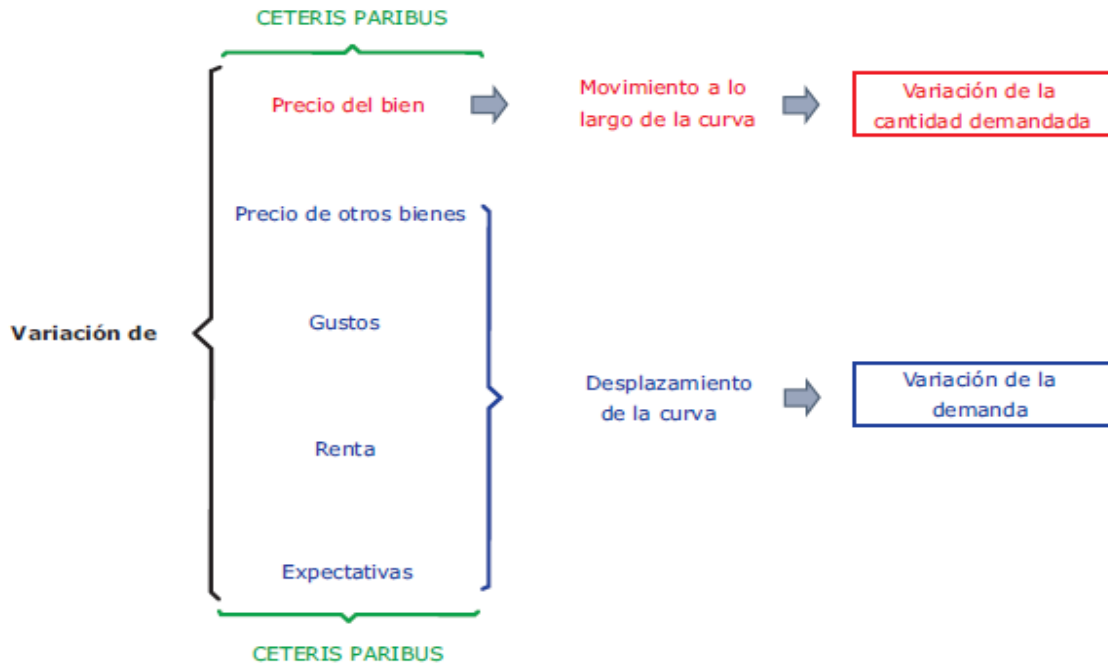 CETERIS PARIBUS
Precio del bien
Movimiento a lo
largo de la curva
Variación de la
cantidad demandada
Precio de otros bienes
Variación de
Gustos
Desplazamiento
de la curva
Variación de la
demanda
Renta
Expectativas
CETERIS PARIBUS